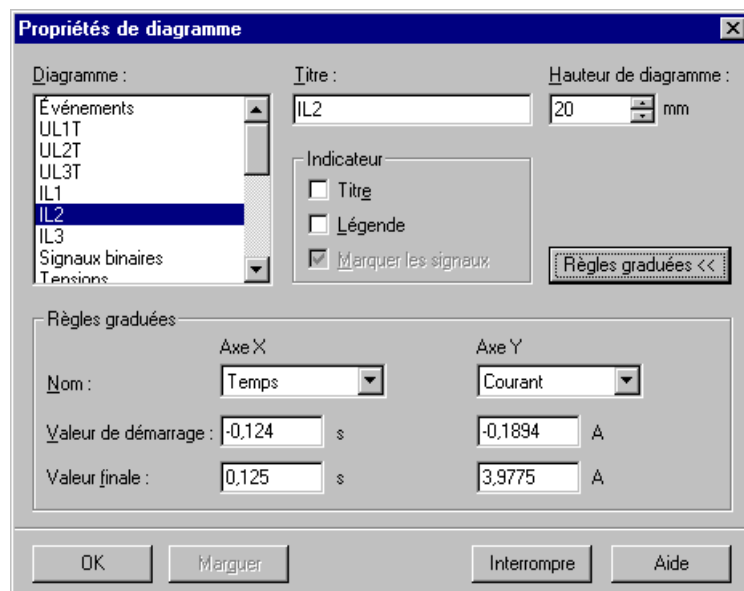 Propriétés de diagramme
Diagramme :
Titre :
Hauteur de diagramme :
Événements
UL1T
UL2T
UL3T
IL1
IL2
IL3
Signaux binaires
Tensions
IL2
20 mm
Indicateur
Titre
Légende
Marquer les signaux
Règles graduées <<
Règles graduées
Axe X Axe Y
Nom : Temps Courant
Valeur de démarrage : -0,124 s -0,1894 A
Valeur finale : 0,125 s 3,9775 A
OK Marguer Interrompre Aide